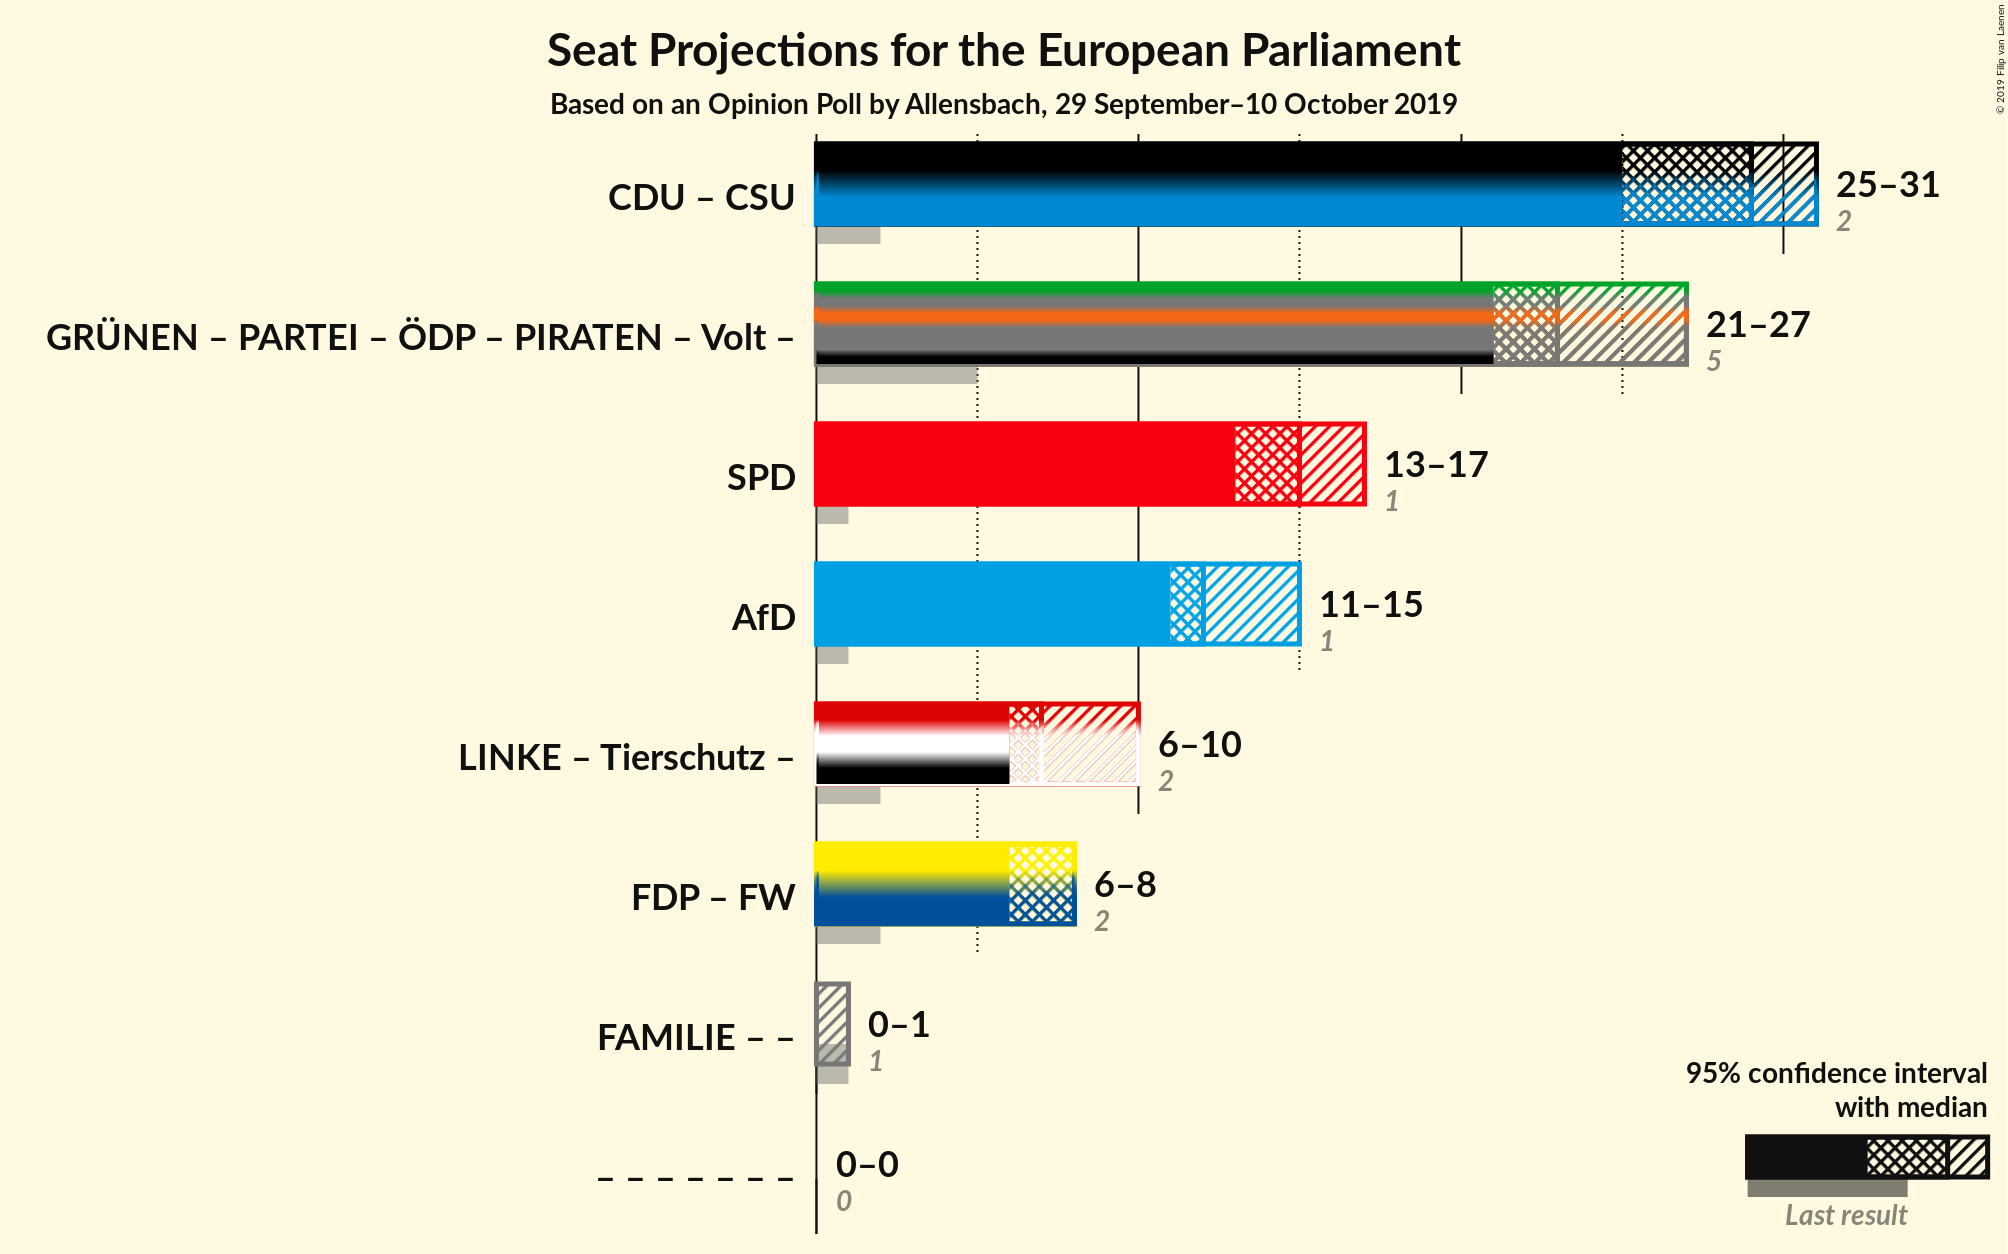 Seat Projections for the European Parliament
Based on an Opinion Poll by Allensbach, 29 September–10 October 2019
© 2019 Filip van Laenen
CDU – CSU
25–31
2
GRÜNEN – PARTEI – ÖDP – PIRATEN – Volt –
21–27
5
SPD
13–17
1
AfD
11–15
1
LINKE – Tierschutz –
6–10
2
FDP – FW
6–8
2
FAMILIE – –
0–1
1
– – – – – – –
0–0
0
95% confidence interval
with median
Last result